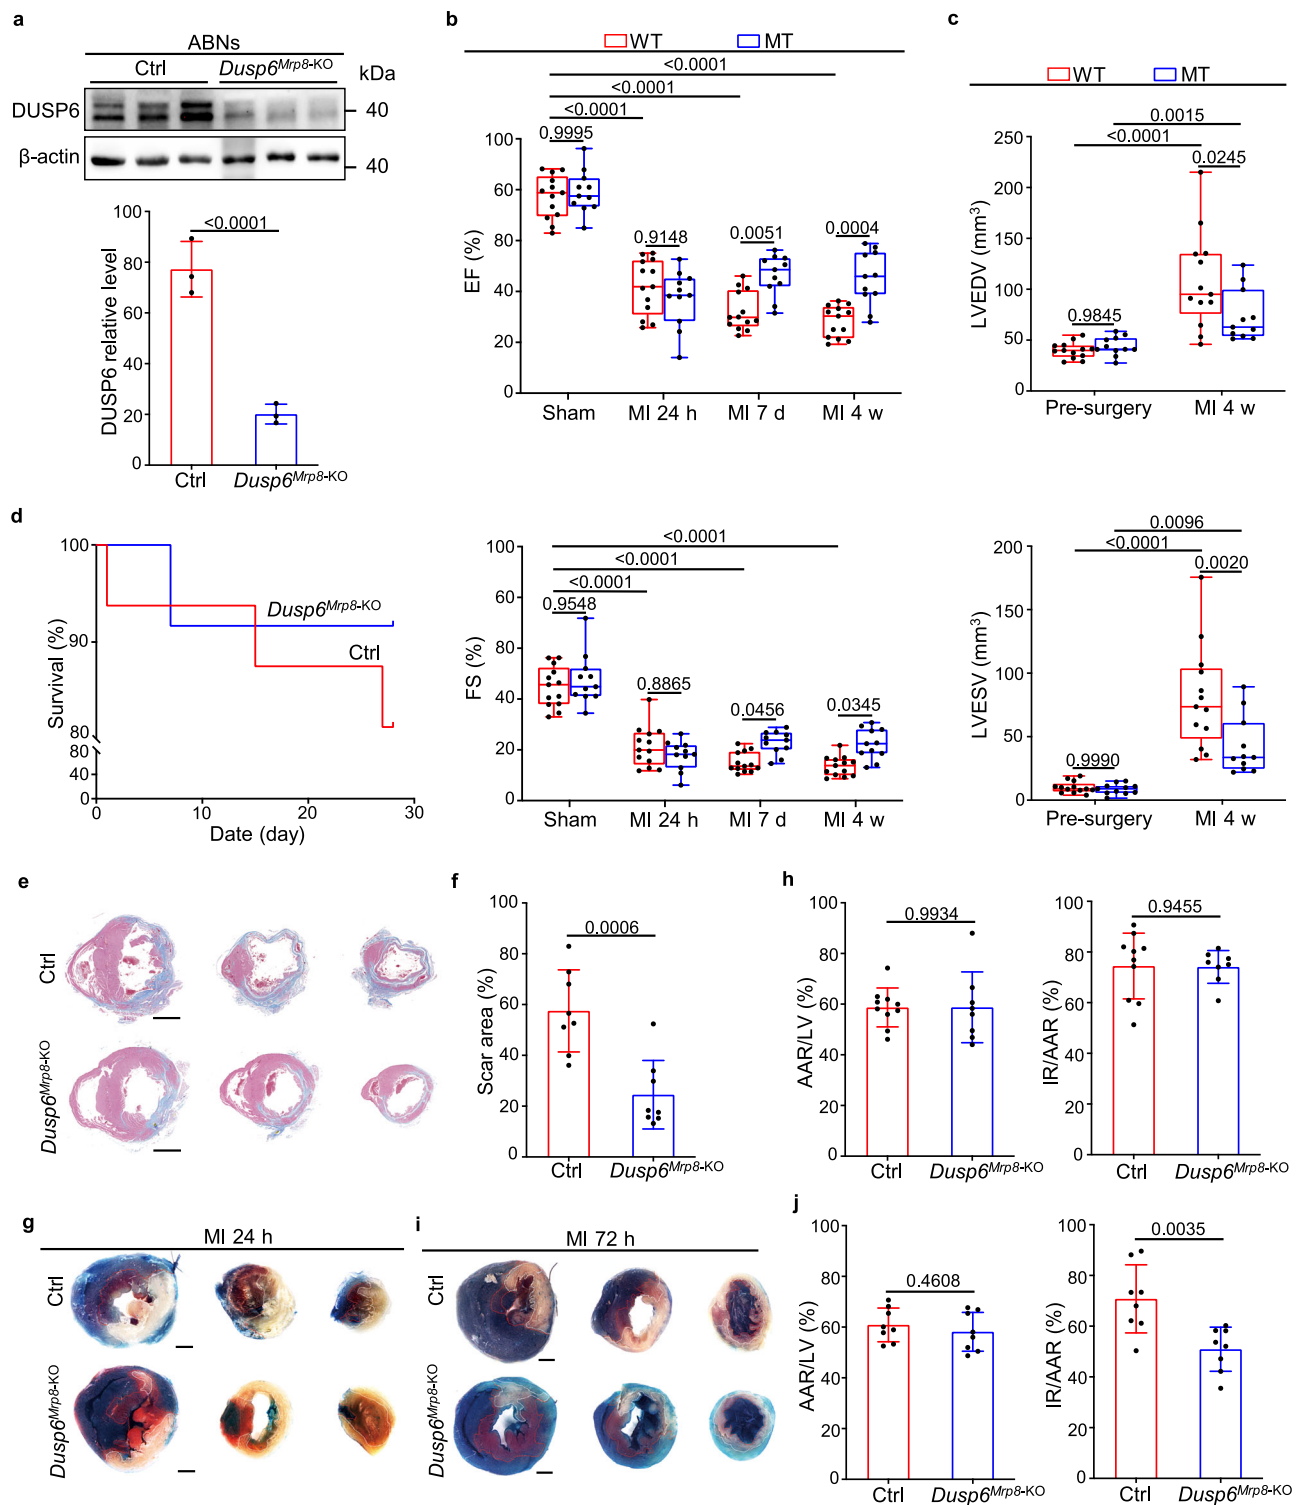 a
ABNs
Ctrl Dusp6Mrp8-KO kDa
DUSP6 40
β-actin 40
DUSP6 relative level
100
80
60
40
20
0
<0.0001
Ctrl Dusp6Mrp8-KO
b
WT MT
<0.0001
<0.0001
<0.0001
0.9995
0.9148
0.0051
0.0004
EF (%)
100
60
80
40
20
0
Sham MI 24 h MI 7 d MI 4 w
<0.0001
<0.0001
<0.0001
0.9548
0.8865
0.0456
0.0345
FS (%)
100
80
40
20
0
Sham MI 24 h MI 7 d MI 4 w
c
WT MT
0.0015
<0.0001
0.0245
0.9845
LVEDV (mm³)
250
200
150
100
50
0
Pre-surgery MI 4 w
0.0096
<0.0001
0.0020
0.9990
LVESV (mm³)
200
150
100
50
0
Pre-surgery MI 4 w
d
Survival (%)
100
90
80
80
40
0
Dusp6Mrp8-KO
Ctrl
0 10 20 30
Date (day)
e
Ctrl
Dusp6Mrp8-KO
f
Scar area (%)
100
80
60
40
20
0
0.0006
Ctrl Dusp6Mrp8-KO
g
MI 24 h
Ctrl
Dusp6Mrp8-KO
h
AAR/LV (%)
100
80
60
40
20
0
0.9934
Ctrl Dusp6Mrp8-KO
IR/AAR (%)
100
80
60
40
20
0
0.9455
Ctrl Dusp6Mrp8-KO
i
MI 72 h
Ctrl
Dusp6Mrp8-KO
j
AAR/LV (%)
100
80
60
40
20
0
0.4608
Ctrl Dusp6Mrp8-KO
IR/AAR (%)
100
80
60
40
20
0
0.0035
Ctrl Dusp6Mrp8-KO